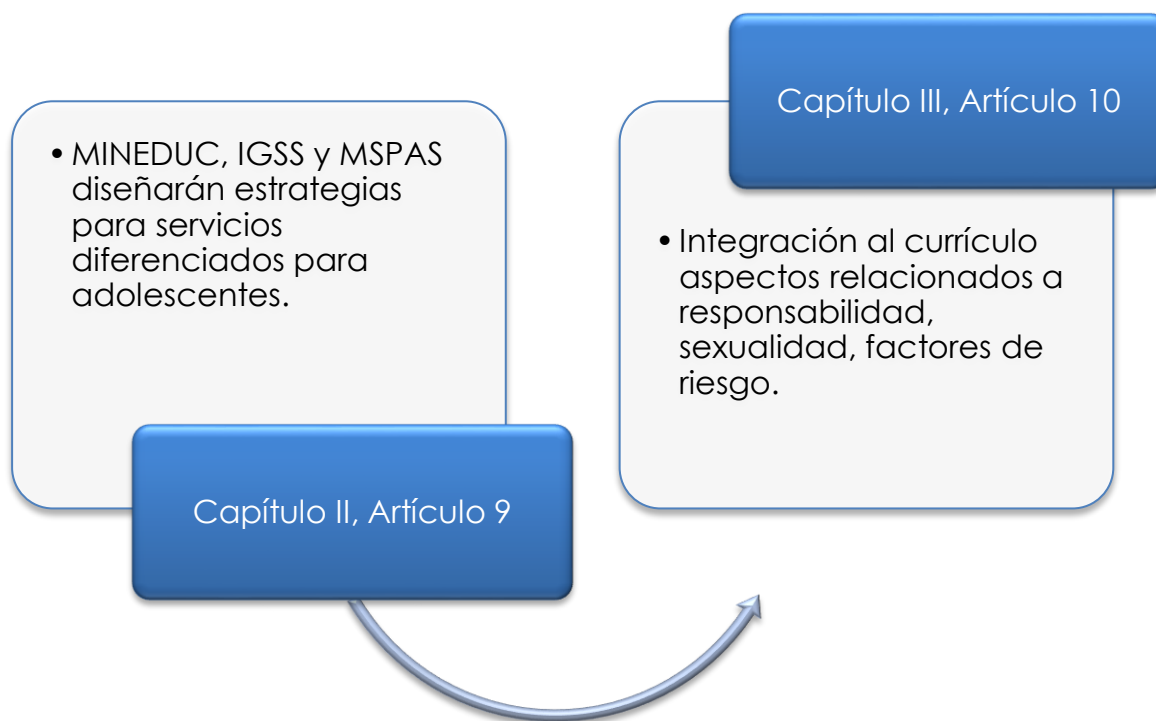 • MINEDUC, IGSS y MSPAS
diseñarán estrategias
para servicios
diferenciados para
adolescentes.
Capítulo II, Artículo 9
Capítulo III, Artículo 10
• Integración al currículo
aspectos relacionados a
responsabilidad,
sexualidad, factores de
riesgo.